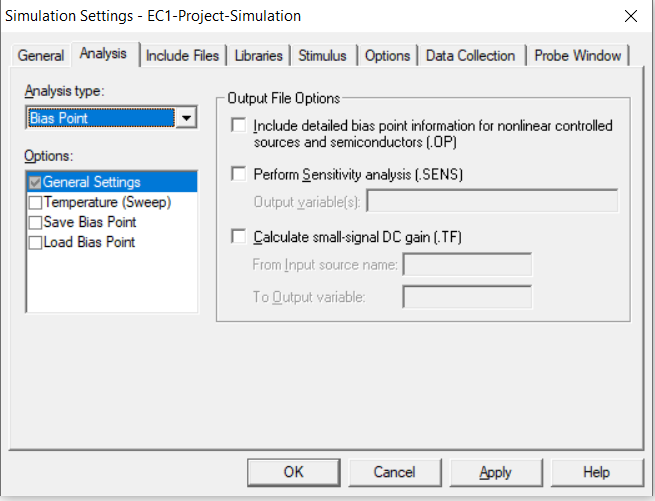 Simulation Settings - EC1-Project-Simulation
General Analysis Include Files Libraries Stimulus Options Data Collection Probe Window
Analysis type:
Bias Point
Options:
General Settings
Temperature (Sweep)
Save Bias Point
Load Bias Point
Output File Options
Include detailed bias point information for nonlinear controlled
sources and semiconductors (.OP)
Perform Sensitivity analysis (.SENS)
Output variable(s):
Calculate small-signal DC gain (.TF)
From Input source name:
To Output variable:
OK Cancel Apply Help